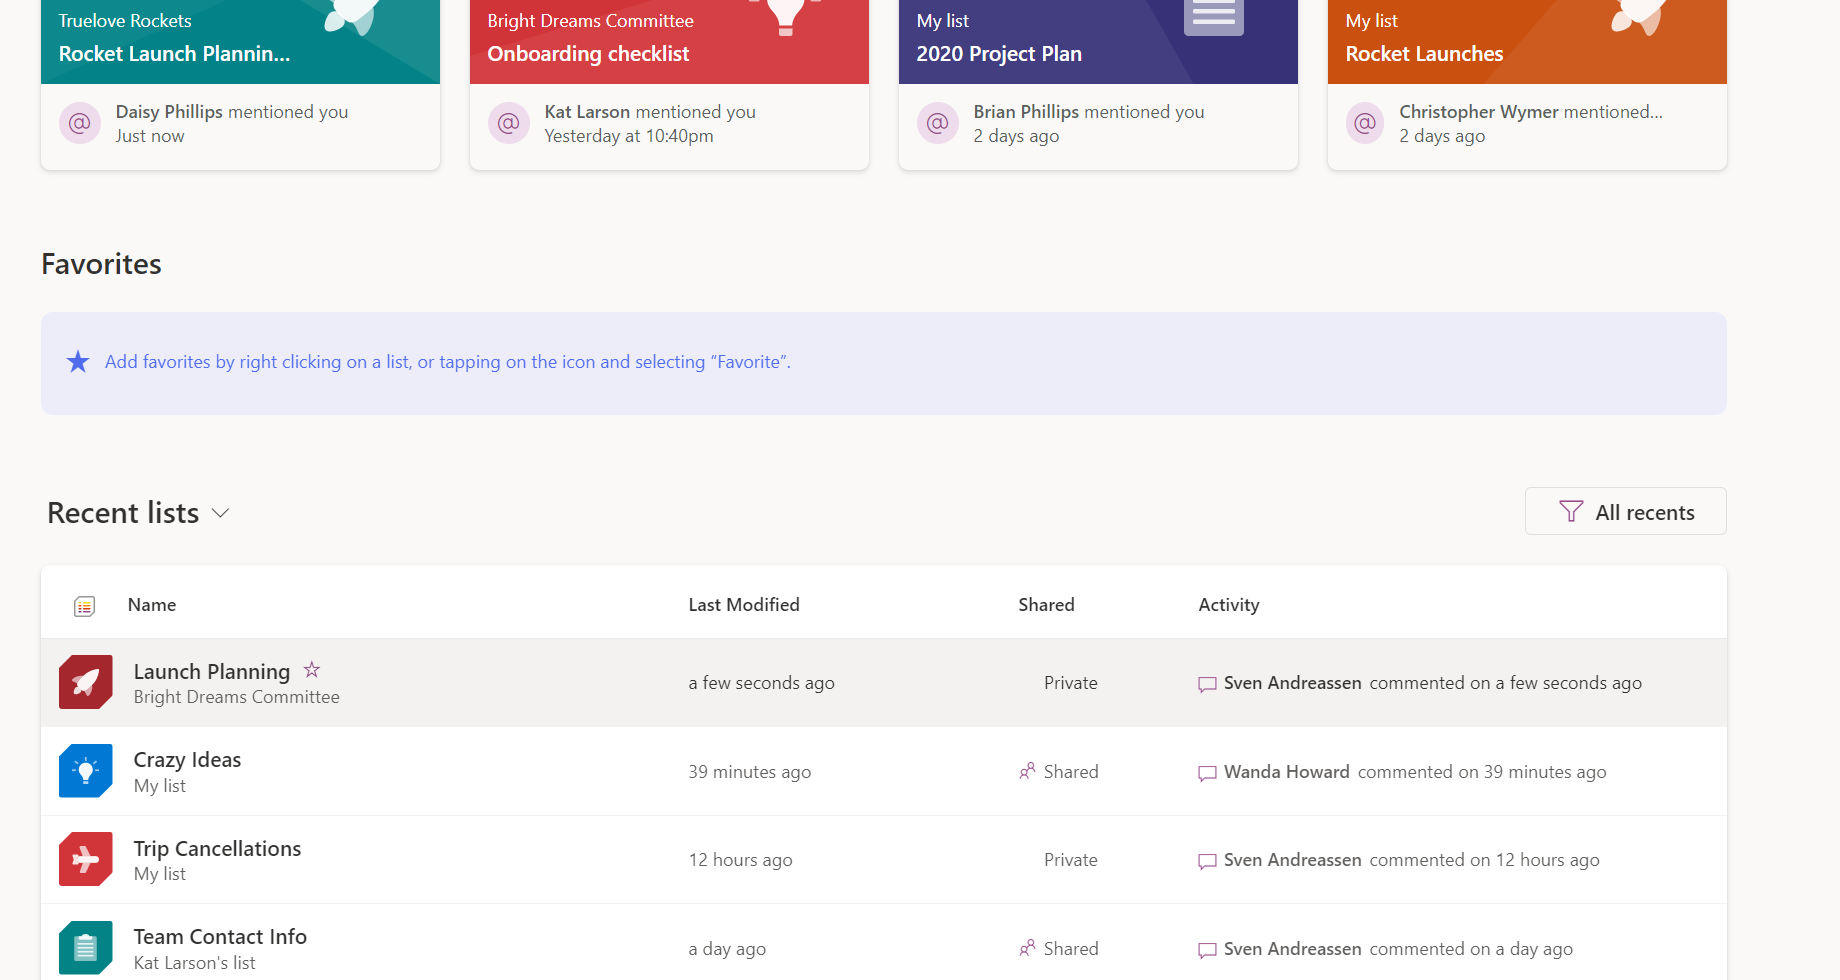 Truelove Rockets
Rocket Launch Plannin...
Daisy Phillips mentioned you
Just now
Bright Dreams Committee
Onboarding checklist
@ Kat Larson mentioned you
Yesterday at 10:40pm
My list
2020 Project Plan
@ Brian Phillips mentioned you
2 days ago
My list
Rocket Launches
@ Christopher Wymer mentioned...
2 days ago
Favorites
Add favorites by right clicking on a list, or tapping on the icon and selecting “Favorite”.
Recent lists
All recents
Name Last Modified Shared Activity
Launch Planning
Bright Dreams Committee
a few seconds ago Private Sven Andreassen commented on a few seconds ago
Crazy Ideas
My list
39 minutes ago Shared Wanda Howard commented on 39 minutes ago
Trip Cancellations
My list
12 hours ago Private Sven Andreassen commented on 12 hours ago
Team Contact Info
Kat Larson's list
a day ago Shared Sven Andreassen commented on a day ago